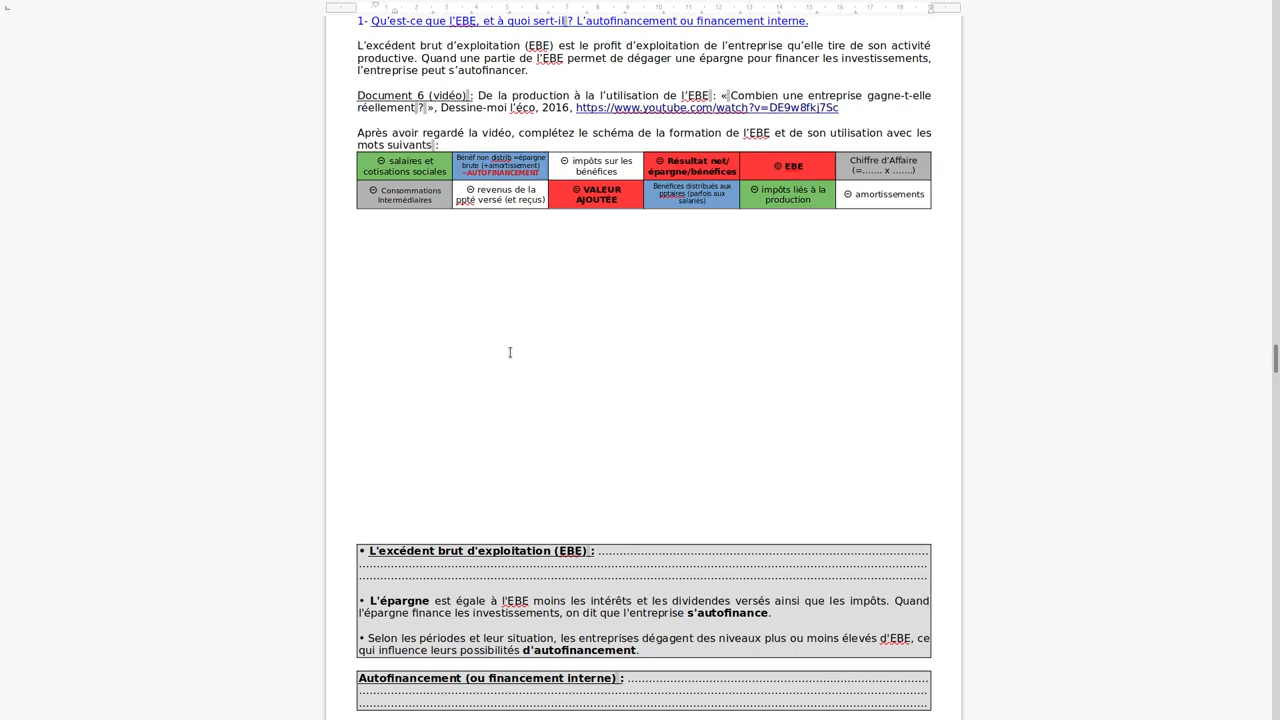 1- Qu'est-ce que l'EBE, et à quoi sert-il ? L'autofinancement ou financement interne.
L'excédent brut d'exploitation (EBE) est le profit d'exploitation de l'entreprise qu'elle tire de son activité
productive. Quand une partie de l'EBE permet de dégager une épargne pour financer les investissements,
l'entreprise peut s'autofinancer.
Document 6 (vidéo) : De la production à la l'utilisation de l'EBE : « Combien une entreprise gagne-t-elle
réellement ? », Dessine-moi l'éco, 2016, https://www.youtube.com/watch?v=DE9w8fkj7Sc
Après avoir regardé la vidéo, complétez le schéma de la formation de l'EBE et de son utilisation avec les
mots suivants :
⊝ salaires et
cotisations sociales
Bénéf non distrib =épargne
brute (+amortissement)
=AUTOFINANCEMENT
⊝ impôts sur les
bénéfices
⊜ Résultat net/
épargne/bénéfices
⊜ EBE
Chiffre d'Affaire
(=....... x .......)
⊝ Consommations
Intermédiaires
⊝ revenus de la
ppté versé (et reçus)
⊜ VALEUR
AJOUTÉE
Bénéfices distribués aux
pptaires (parfois aux
salariés)
⊝ impôts liés à la
production
⊝ amortissements
• L'excédent brut d'exploitation (EBE) : ..........................................................................................
..............................................................................................................................................................
..............................................................................................................................................................
• L'épargne est égale à l'EBE moins les intérêts et les dividendes versés ainsi que les impôts. Quand
l'épargne finance les investissements, on dit que l'entreprise s'autofinance.
• Selon les périodes et leur situation, les entreprises dégagent des niveaux plus ou moins élevés d'EBE, ce
qui influence leurs possibilités d'autofinancement.
Autofinancement (ou financement interne) : ..................................................................................
..............................................................................................................................................................
..............................................................................................................................................................